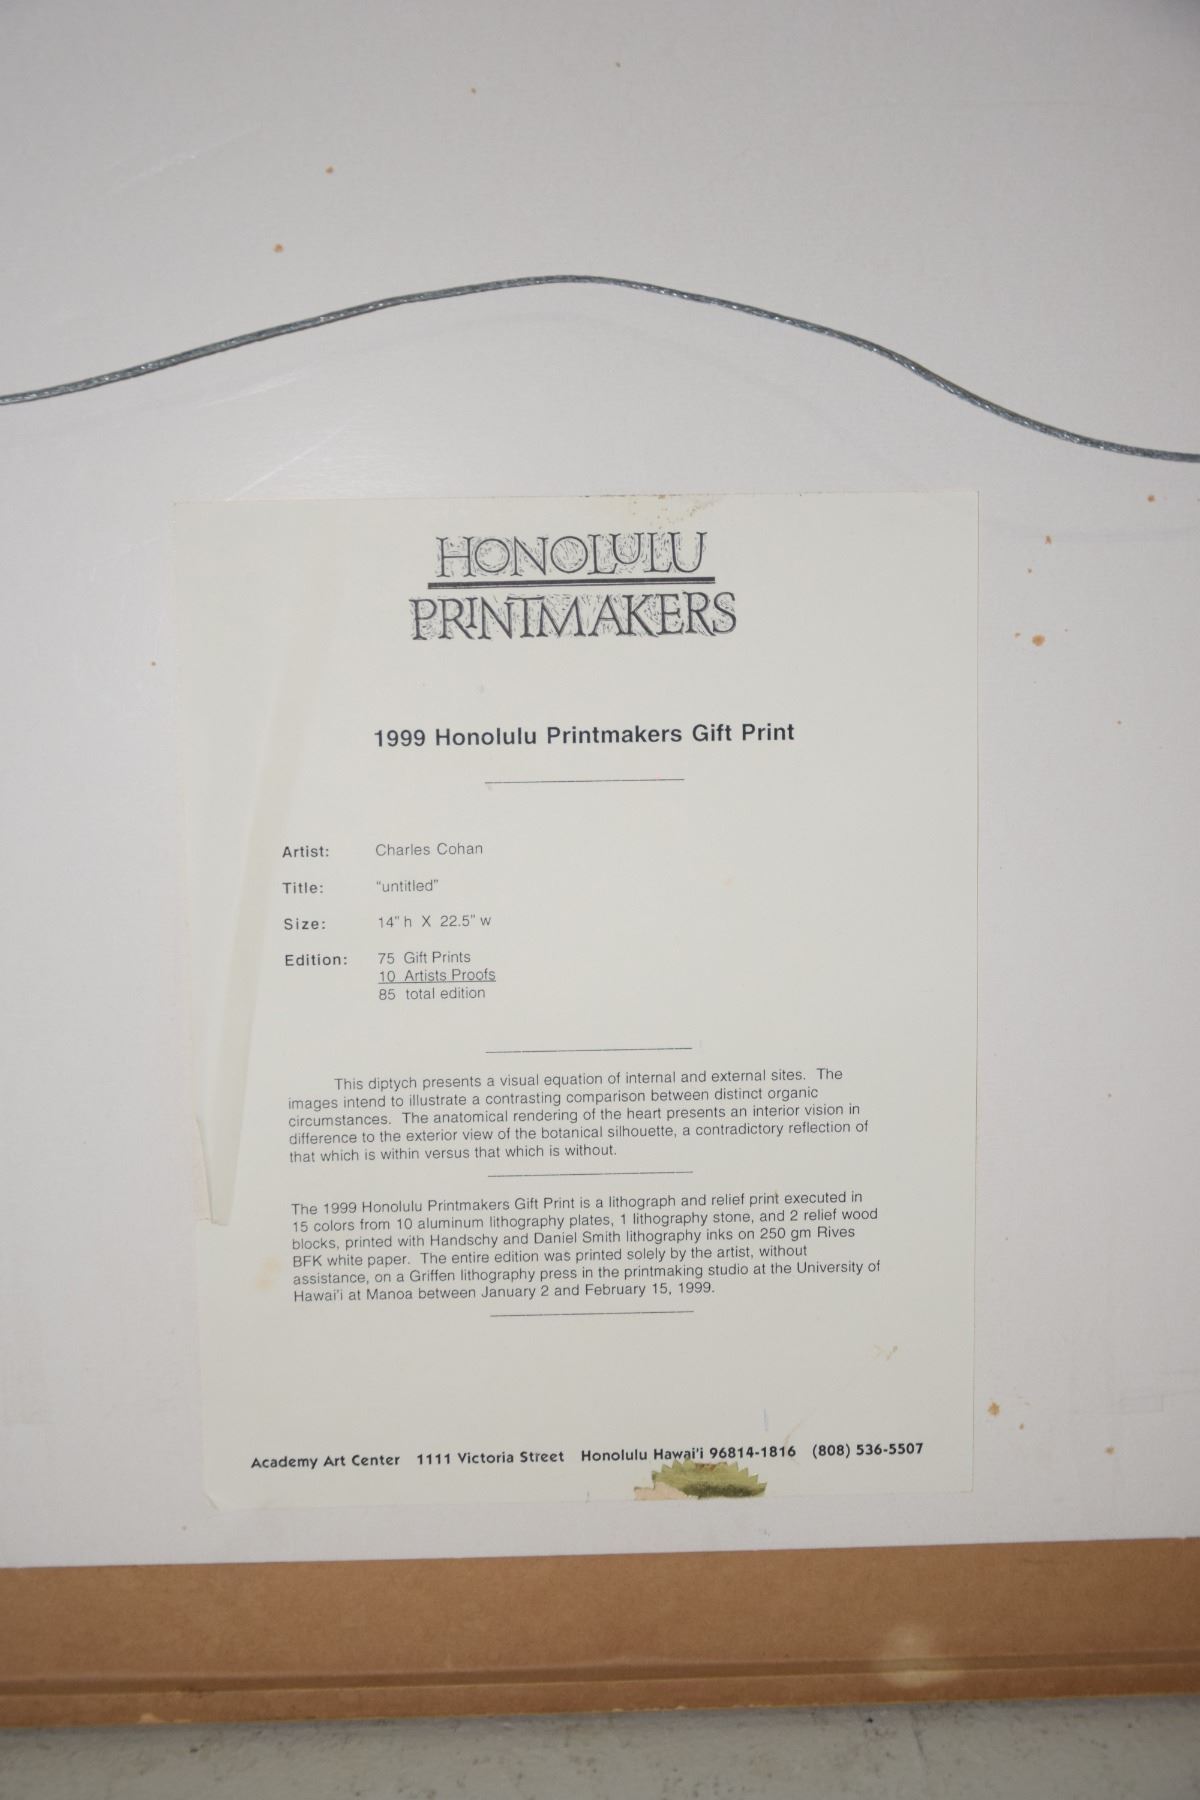 HONOLULU
PRINTMAKERS
1999 Honolulu Printmakers Gift Print
Artist: Charles Cohan
Title: "untitled"
Size: 14" h X 22.5" w
Edition: 75 Gift Prints
10 Artists Proofs
85 total edition
This diptych presents a visual equation of internal and external sites. The
images intend to illustrate a contrasting comparison between distinct organic
circumstances. The anatomical rendering of the heart presents an interior vision in
difference to the exterior view of the botanical silhouette, a contradictory reflection of
that which is within versus that which is without.
The 1999 Honolulu Printmakers Gift Print is a lithograph and relief print executed in
15 colors from 10 aluminum lithography plates, 1 lithography stone, and 2 relief wood
blocks, printed with Handschy and Daniel Smith lithography inks on 250 gm Rives
BFK white paper. The entire edition was printed solely by the artist, without
assistance, on a Griffen lithography press in the printmaking studio at the University of
Hawai'i at Manoa between January 2 and February 15, 1999.
Academy Art Center 1111 Victoria Street Honolulu Hawai'i 96814-1816 (808) 536-5507